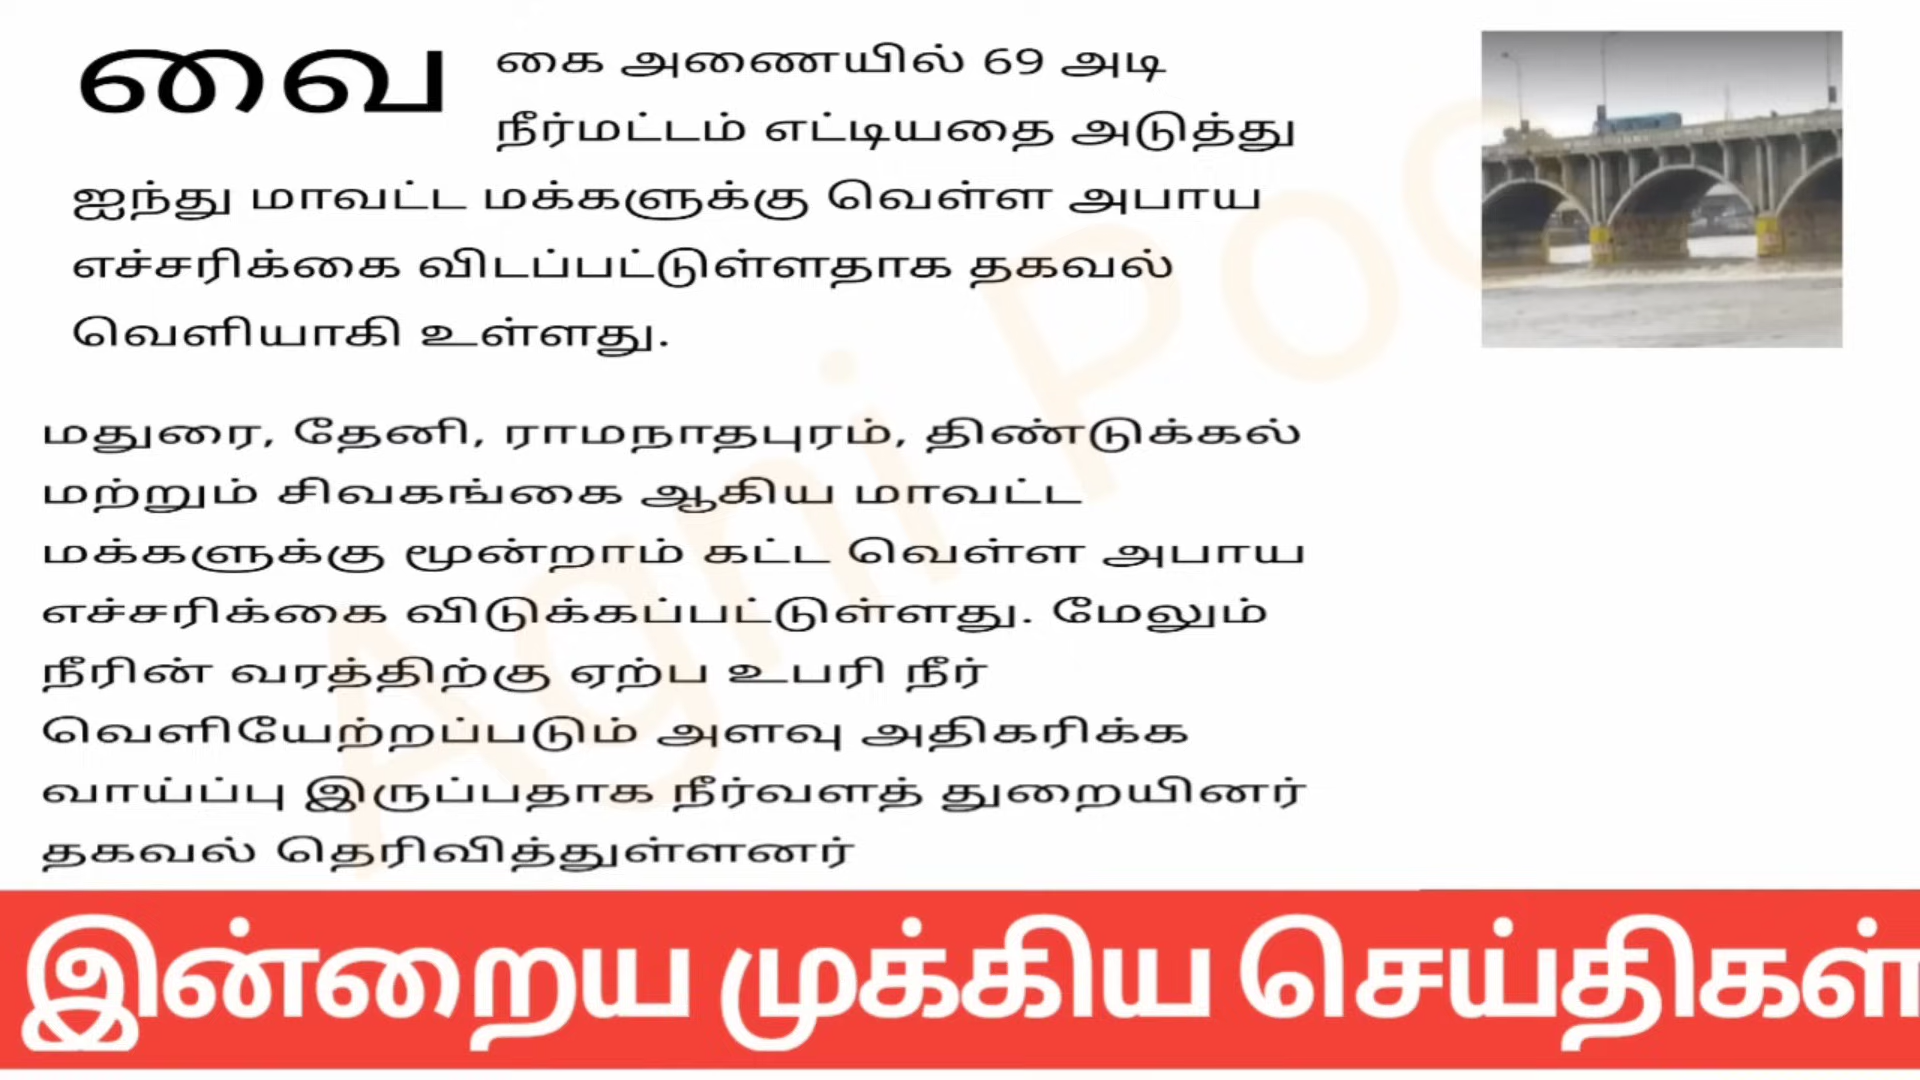 வை
கை அணையில் 69 அடி
நீர்மட்டம் எட்டியதை அடுத்து
ஐந்து மாவட்ட மக்களுக்கு வெள்ள அபாய
எச்சரிக்கை விடப்பட்டுள்ளதாக தகவல்
வெளியாகி உள்ளது.
மதுரை, தேனி, ராமநாதபுரம், திண்டுக்கல்
மற்றும் சிவகங்கை ஆகிய மாவட்ட
மக்களுக்கு மூன்றாம் கட்ட வெள்ள அபாய
எச்சரிக்கை விடுக்கப்பட்டுள்ளது. மேலும்
நீரின் வரத்திற்கு ஏற்ப உபரி நீர்
வெளியேற்றப்படும் அளவு அதிகரிக்க
வாய்ப்பு இருப்பதாக நீர்வளத் துறையினர்
தகவல் தெரிவித்துள்ளனர்
Agni Po
இன்றைய முக்கிய செய்திகள்